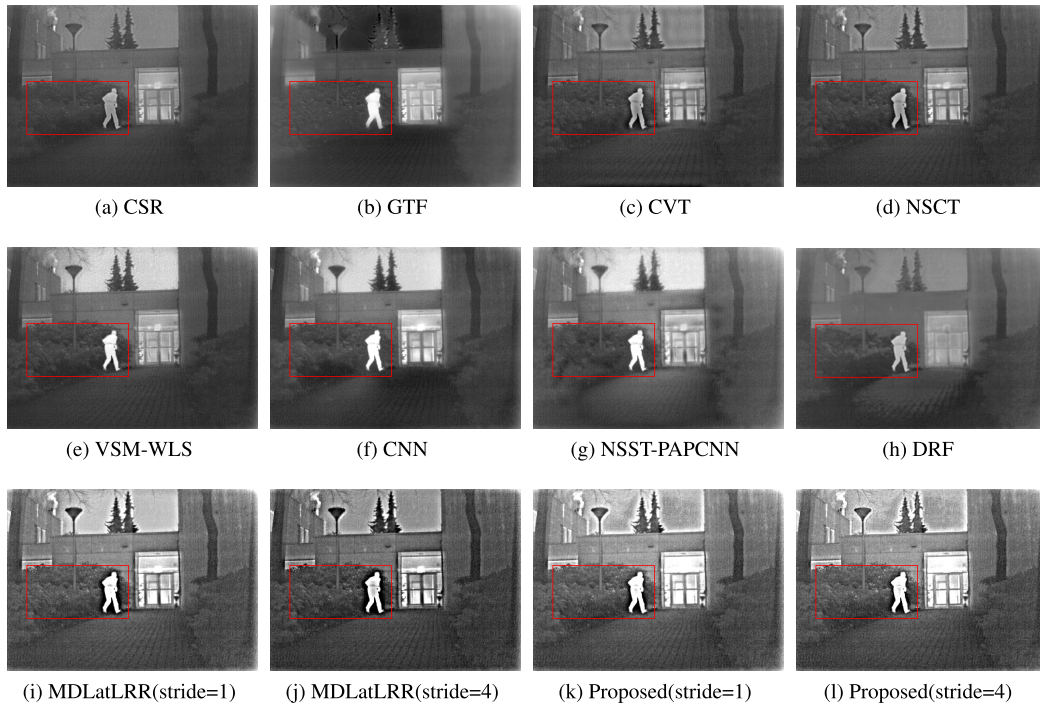 (a) CSR
(b) GTF
(c) CVT
(d) NSCT
(e) VSM-WLS
(f) CNN
(g) NSST-PAPCNN
(h) DRF
(i) MDLatLRR(stride=1)
(j) MDLatLRR(stride=4)
(k) Proposed(stride=1)
(l) Proposed(stride=4)